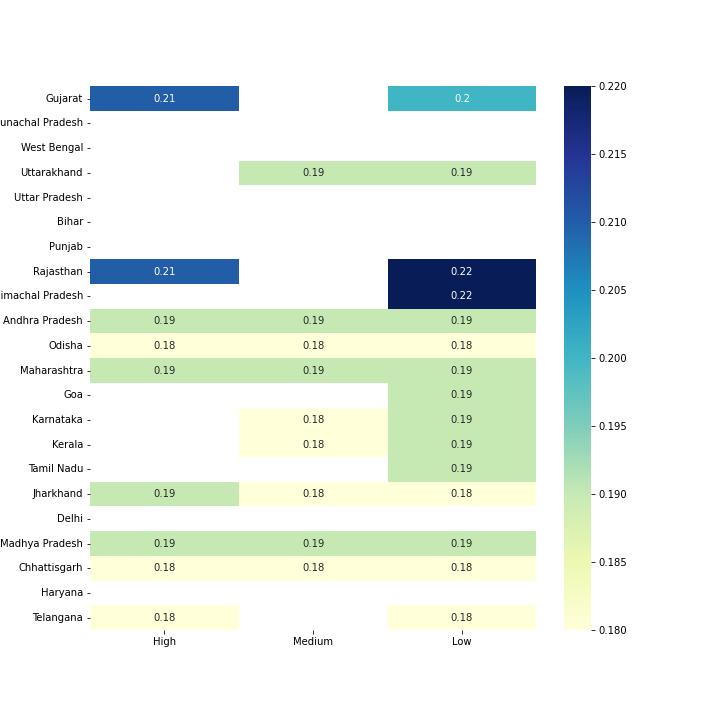 Gujarat 0.21 0.2 0.220
unachal Pradesh
West Bengal 0.215
Uttarakhand 0.19 0.19
Uttar Pradesh
Bihar 0.210
Punjab
Rajasthan 0.21 0.22
imachal Pradesh 0.22 0.205
Andhra Pradesh 0.19 0.19 0.19
Odisha 0.18 0.18 0.18
0.200
Maharashtra 0.19 0.19 0.19
Goa 0.19
Karnataka 0.18 0.19 0.195
Kerala 0.18 0.19
Tamil Nadu 0.19
Jharkhand 0.19 0.18 0.18 0.190
Delhi
Madhya Pradesh 0.19 0.19 0.19
Chhattisgarh 0.18 0.18 0.18 0.185
Haryana
Telangana 0.18 0.18
0.180
High Medium Low